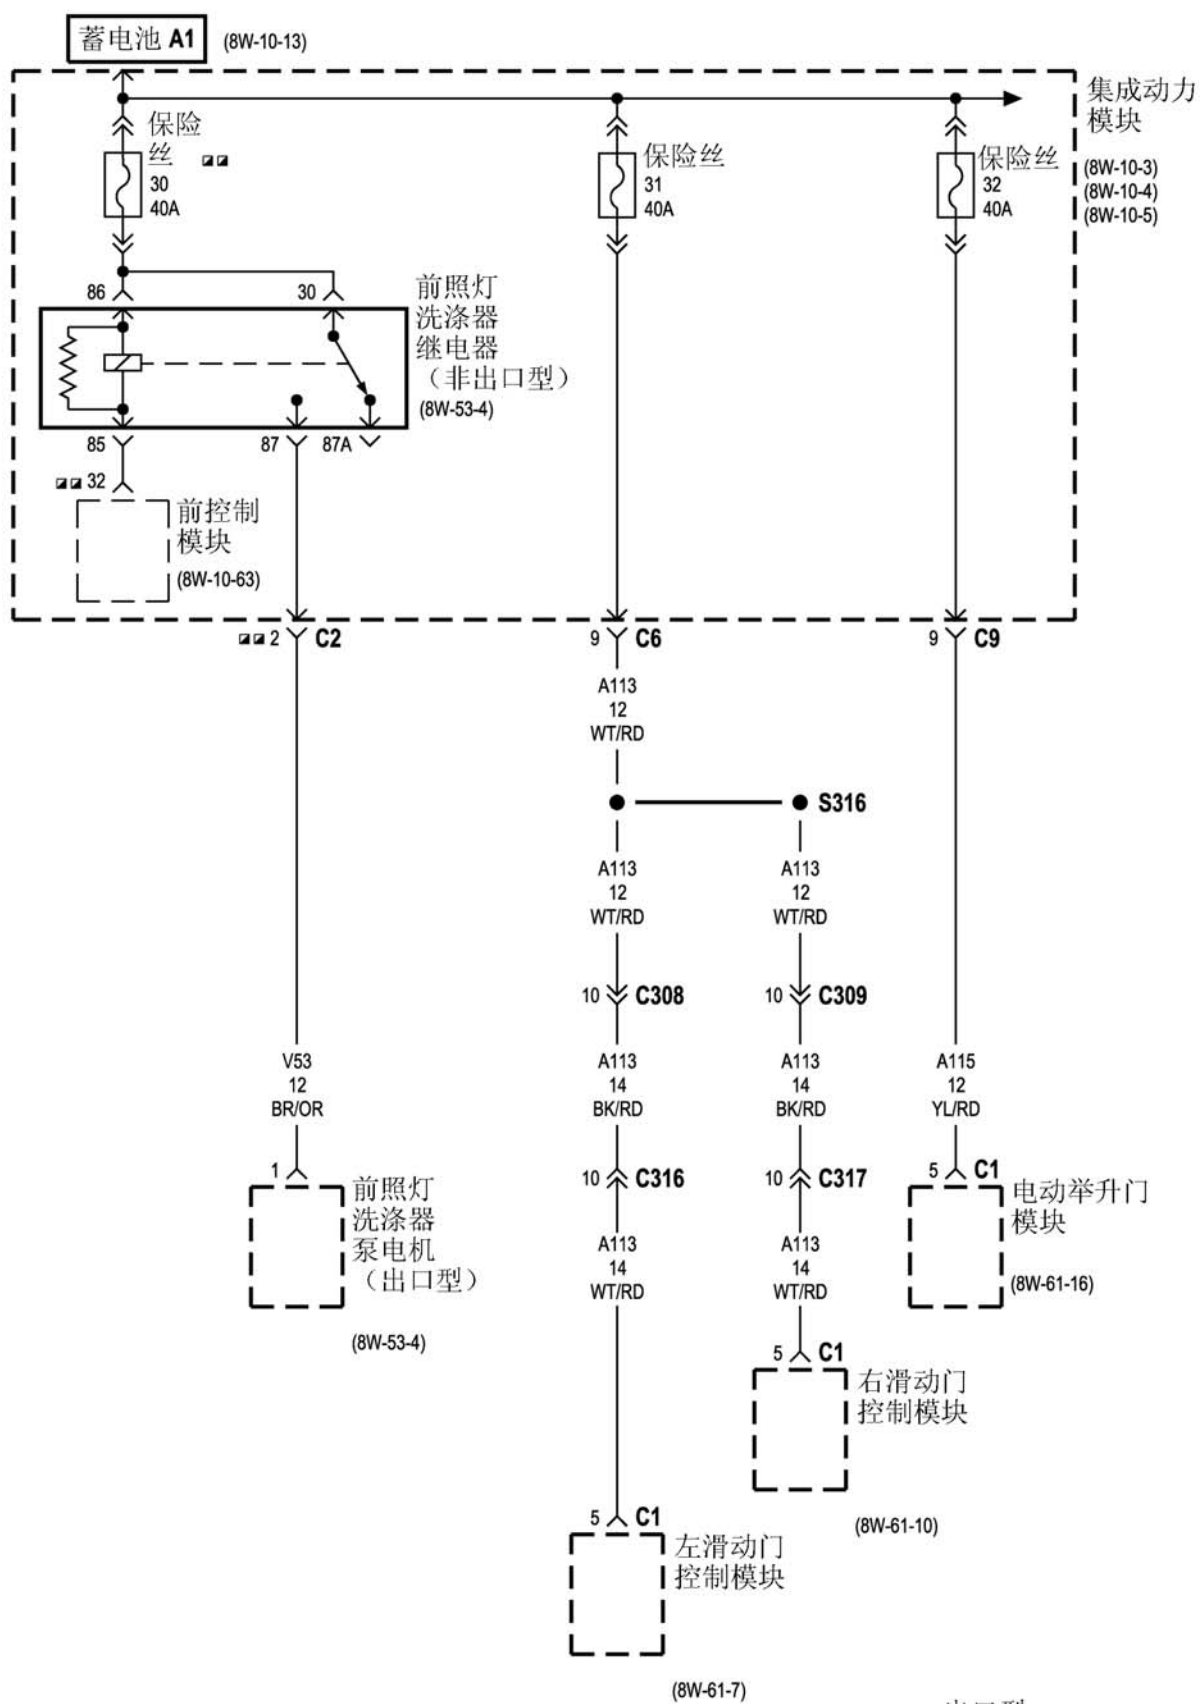 蓄电池 A1 (8W-10-13)
集成动力
模块
(8W-10-3)
(8W-10-4)
(8W-10-5)
保险
丝
30
40A
保险丝
31
40A
保险丝
32
40A
86
30
前照灯
洗涤器
继电器
（非出口型）
(8W-53-4)
85
87
87A
32
前控制
模块
(8W-10-63)
2 C2
9 C6
9 C9
A113
12
WT/RD
S316
A113
12
WT/RD
A113
12
WT/RD
10 C308
10 C309
V53
12
BR/OR
A113
14
BK/RD
A113
14
BK/RD
A115
12
YL/RD
1
前照灯
洗涤器
泵电机
（出口型）
(8W-53-4)
10 C316
10 C317
5 C1
电动举升门
模块
(8W-61-16)
A113
14
WT/RD
A113
14
WT/RD
5 C1
右滑动门
控制模块
(8W-61-10)
5 C1
左滑动门
控制模块
(8W-61-7)